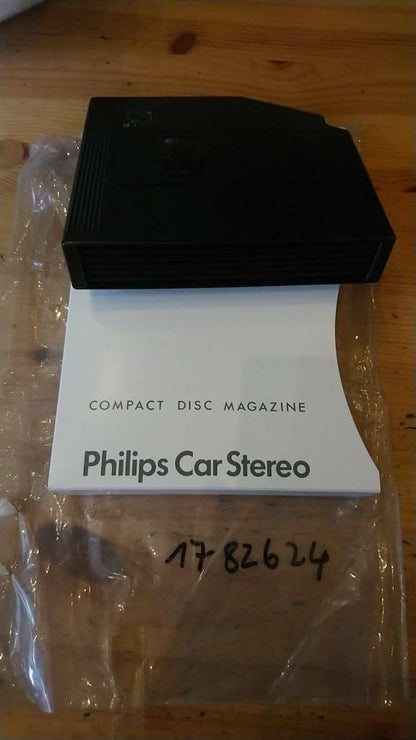 COMPACT DISC MAGAZINE
Philips Car Stereo
1782624